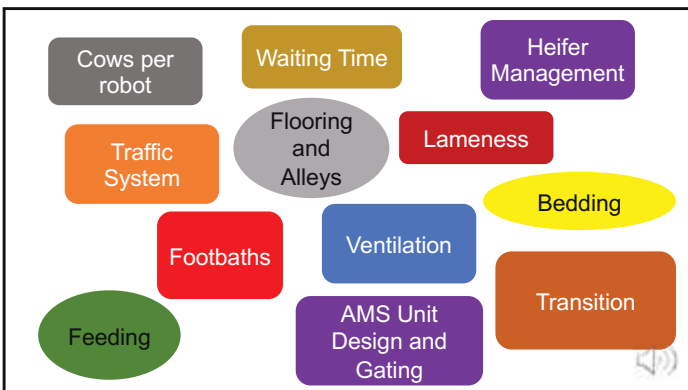 Cows per
robot
Waiting Time
Heifer
Management
Traffic
System
Flooring
and
Alleys
Lameness
Bedding
Footbaths
Ventilation
Transition
Feeding
AMS Unit
Design and
Gating